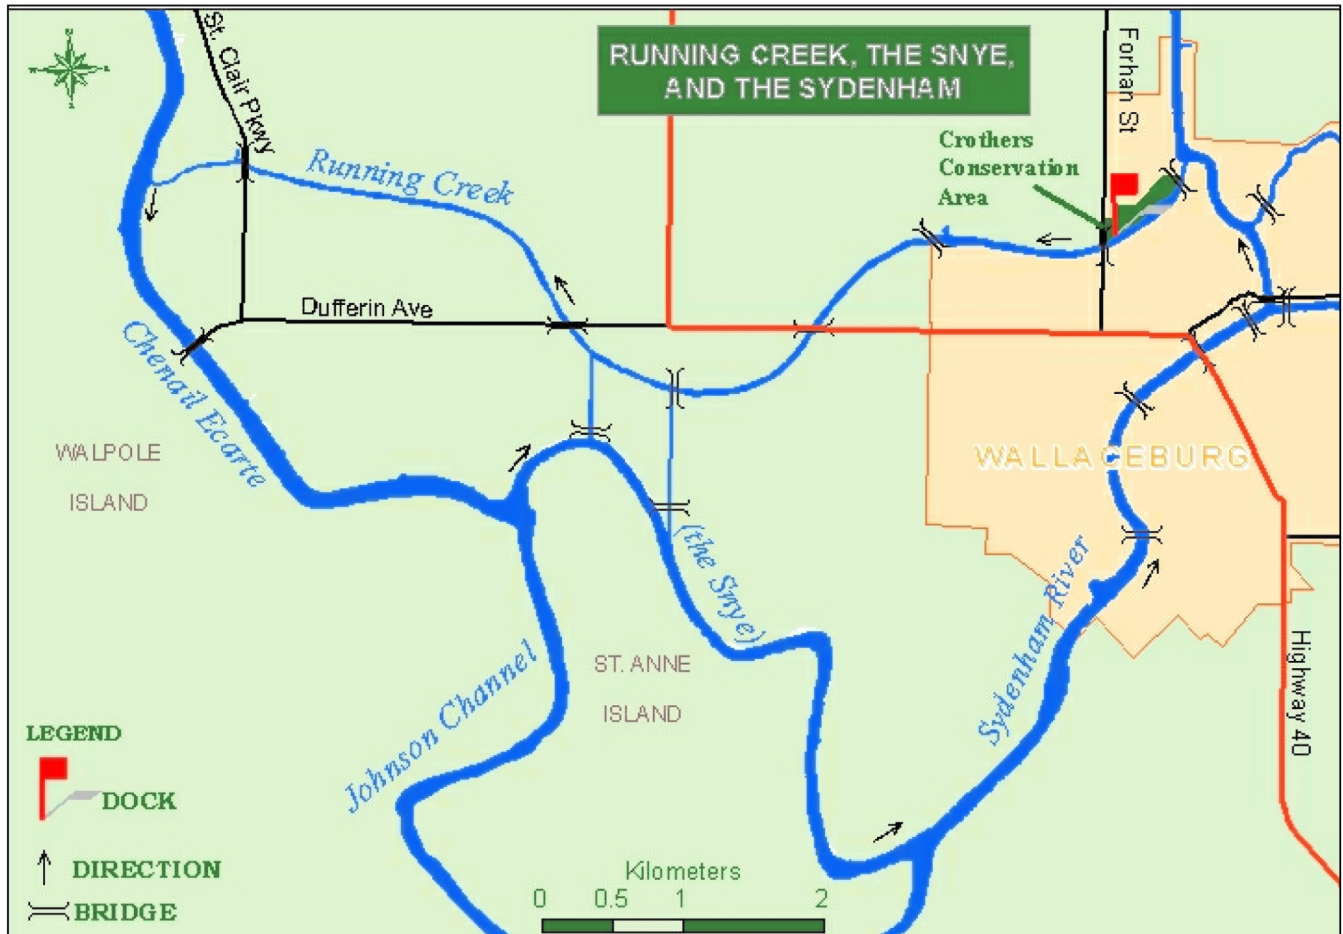 RUNNING CREEK, THE SNYE,
AND THE SYDENHAM
St. Clair Pkwy
Forhan St
Crothers
Conservation
Area
Running Creek
Dufferin Ave
Chenail Ecarte
WALPOLE
ISLAND
WALLACEBURG
(the Snye)
Sydenham River
ST. ANNE
ISLAND
Johnson Channel
Highway 40
LEGEND
DOCK
DIRECTION
BRIDGE
Kilometers
0 0.5 1 2